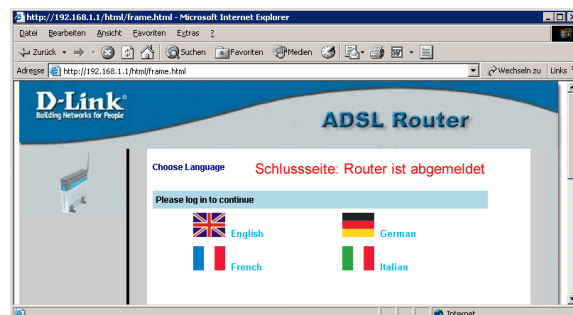 http://192.168.1.1/html/frame.html - Microsoft Internet Explorer
Datei Bearbeiten Ansicht Favoriten Extras ?
Zurück Suchen Favoriten Medien
Adresse http://192.168.1.1/html/frame.html Wechseln zu Links
D-Link®
Building Networks for People
ADSL Router
Choose Language Schlussseite: Router ist abgemeldet
Please log in to continue
English German
French Italian
Internet